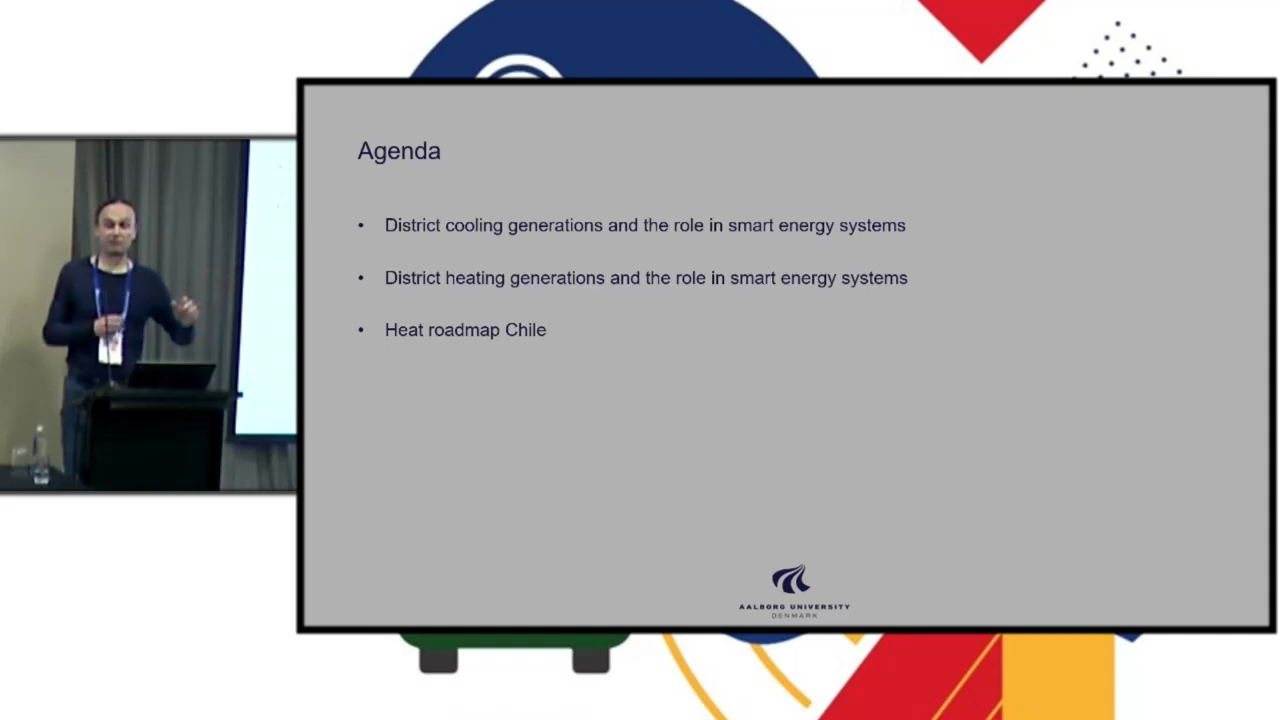 Agenda
• District cooling generations and the role in smart energy systems
• District heating generations and the role in smart energy systems
• Heat roadmap Chile
AALBORG UNIVERSITY
DENMARK